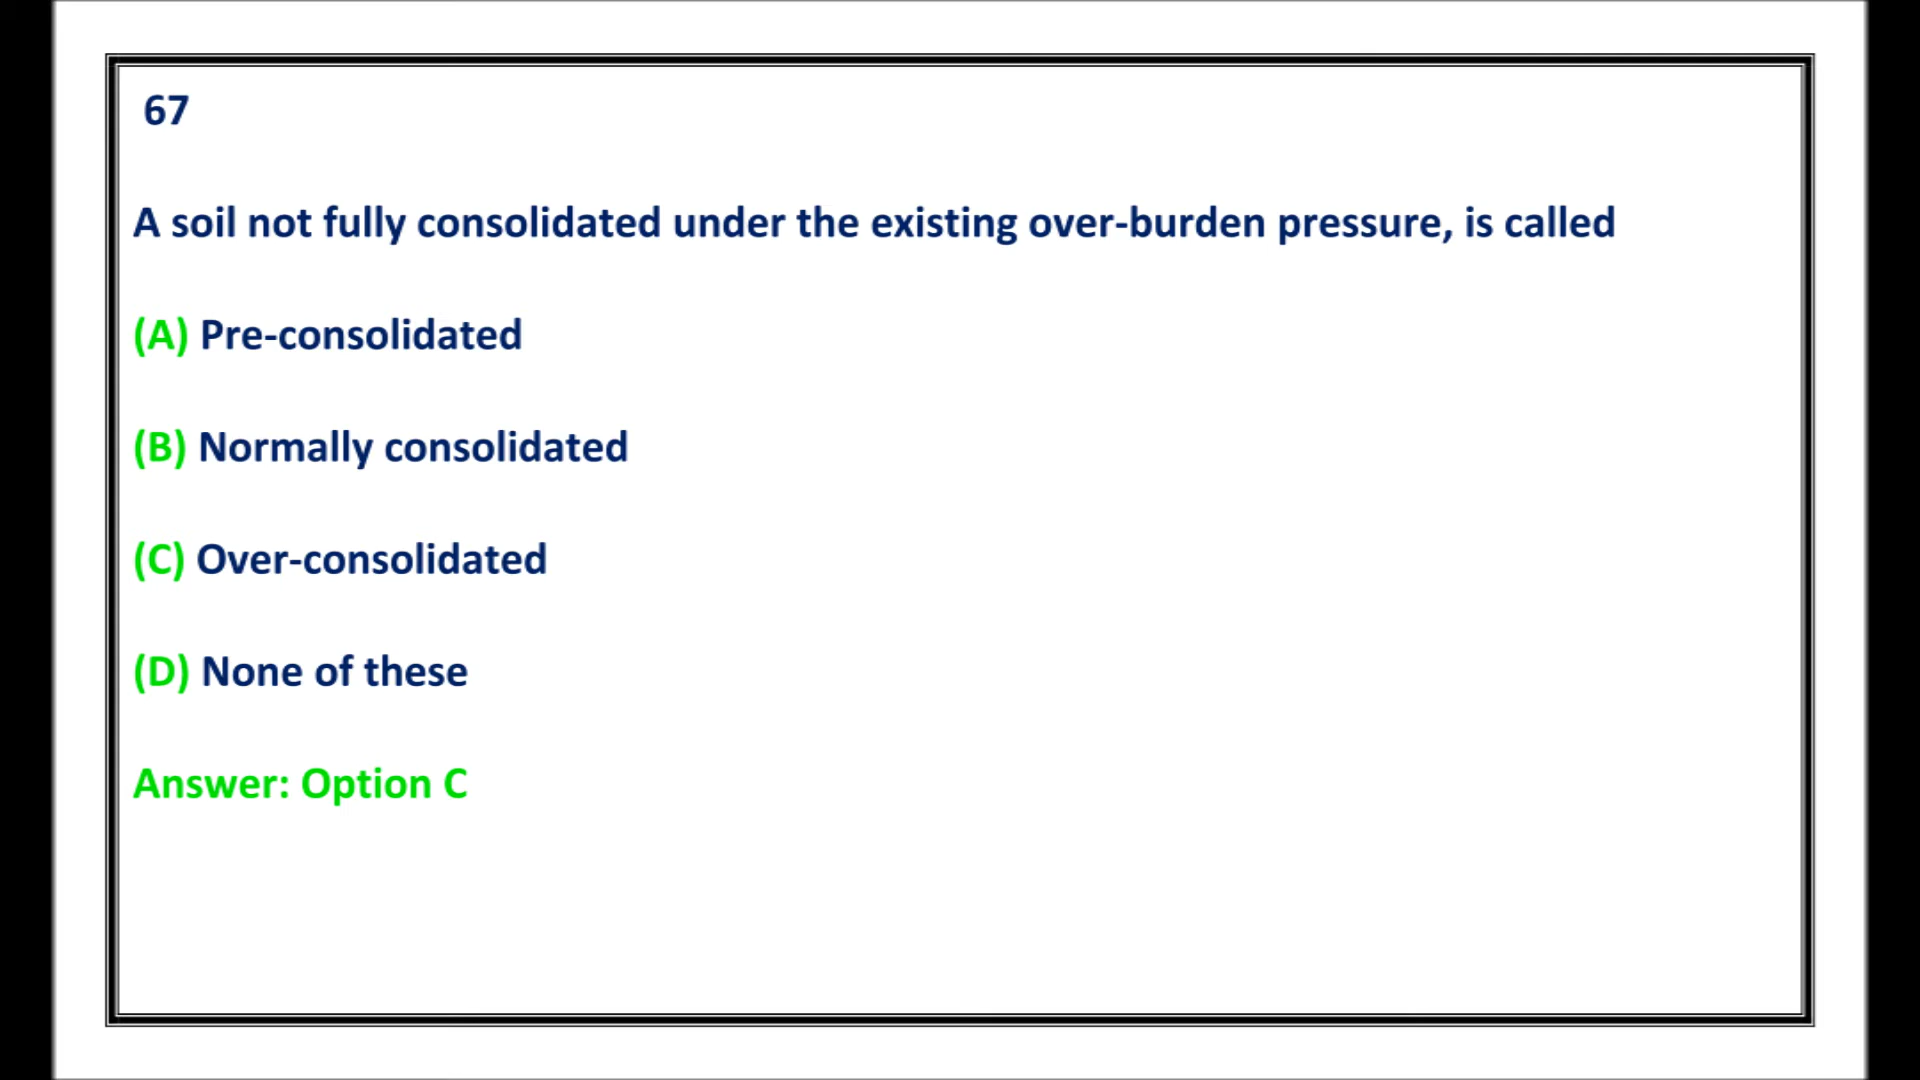 67
A soil not fully consolidated under the existing over-burden pressure, is called
(A) Pre-consolidated
(B) Normally consolidated
(C) Over-consolidated
(D) None of these
Answer: Option C